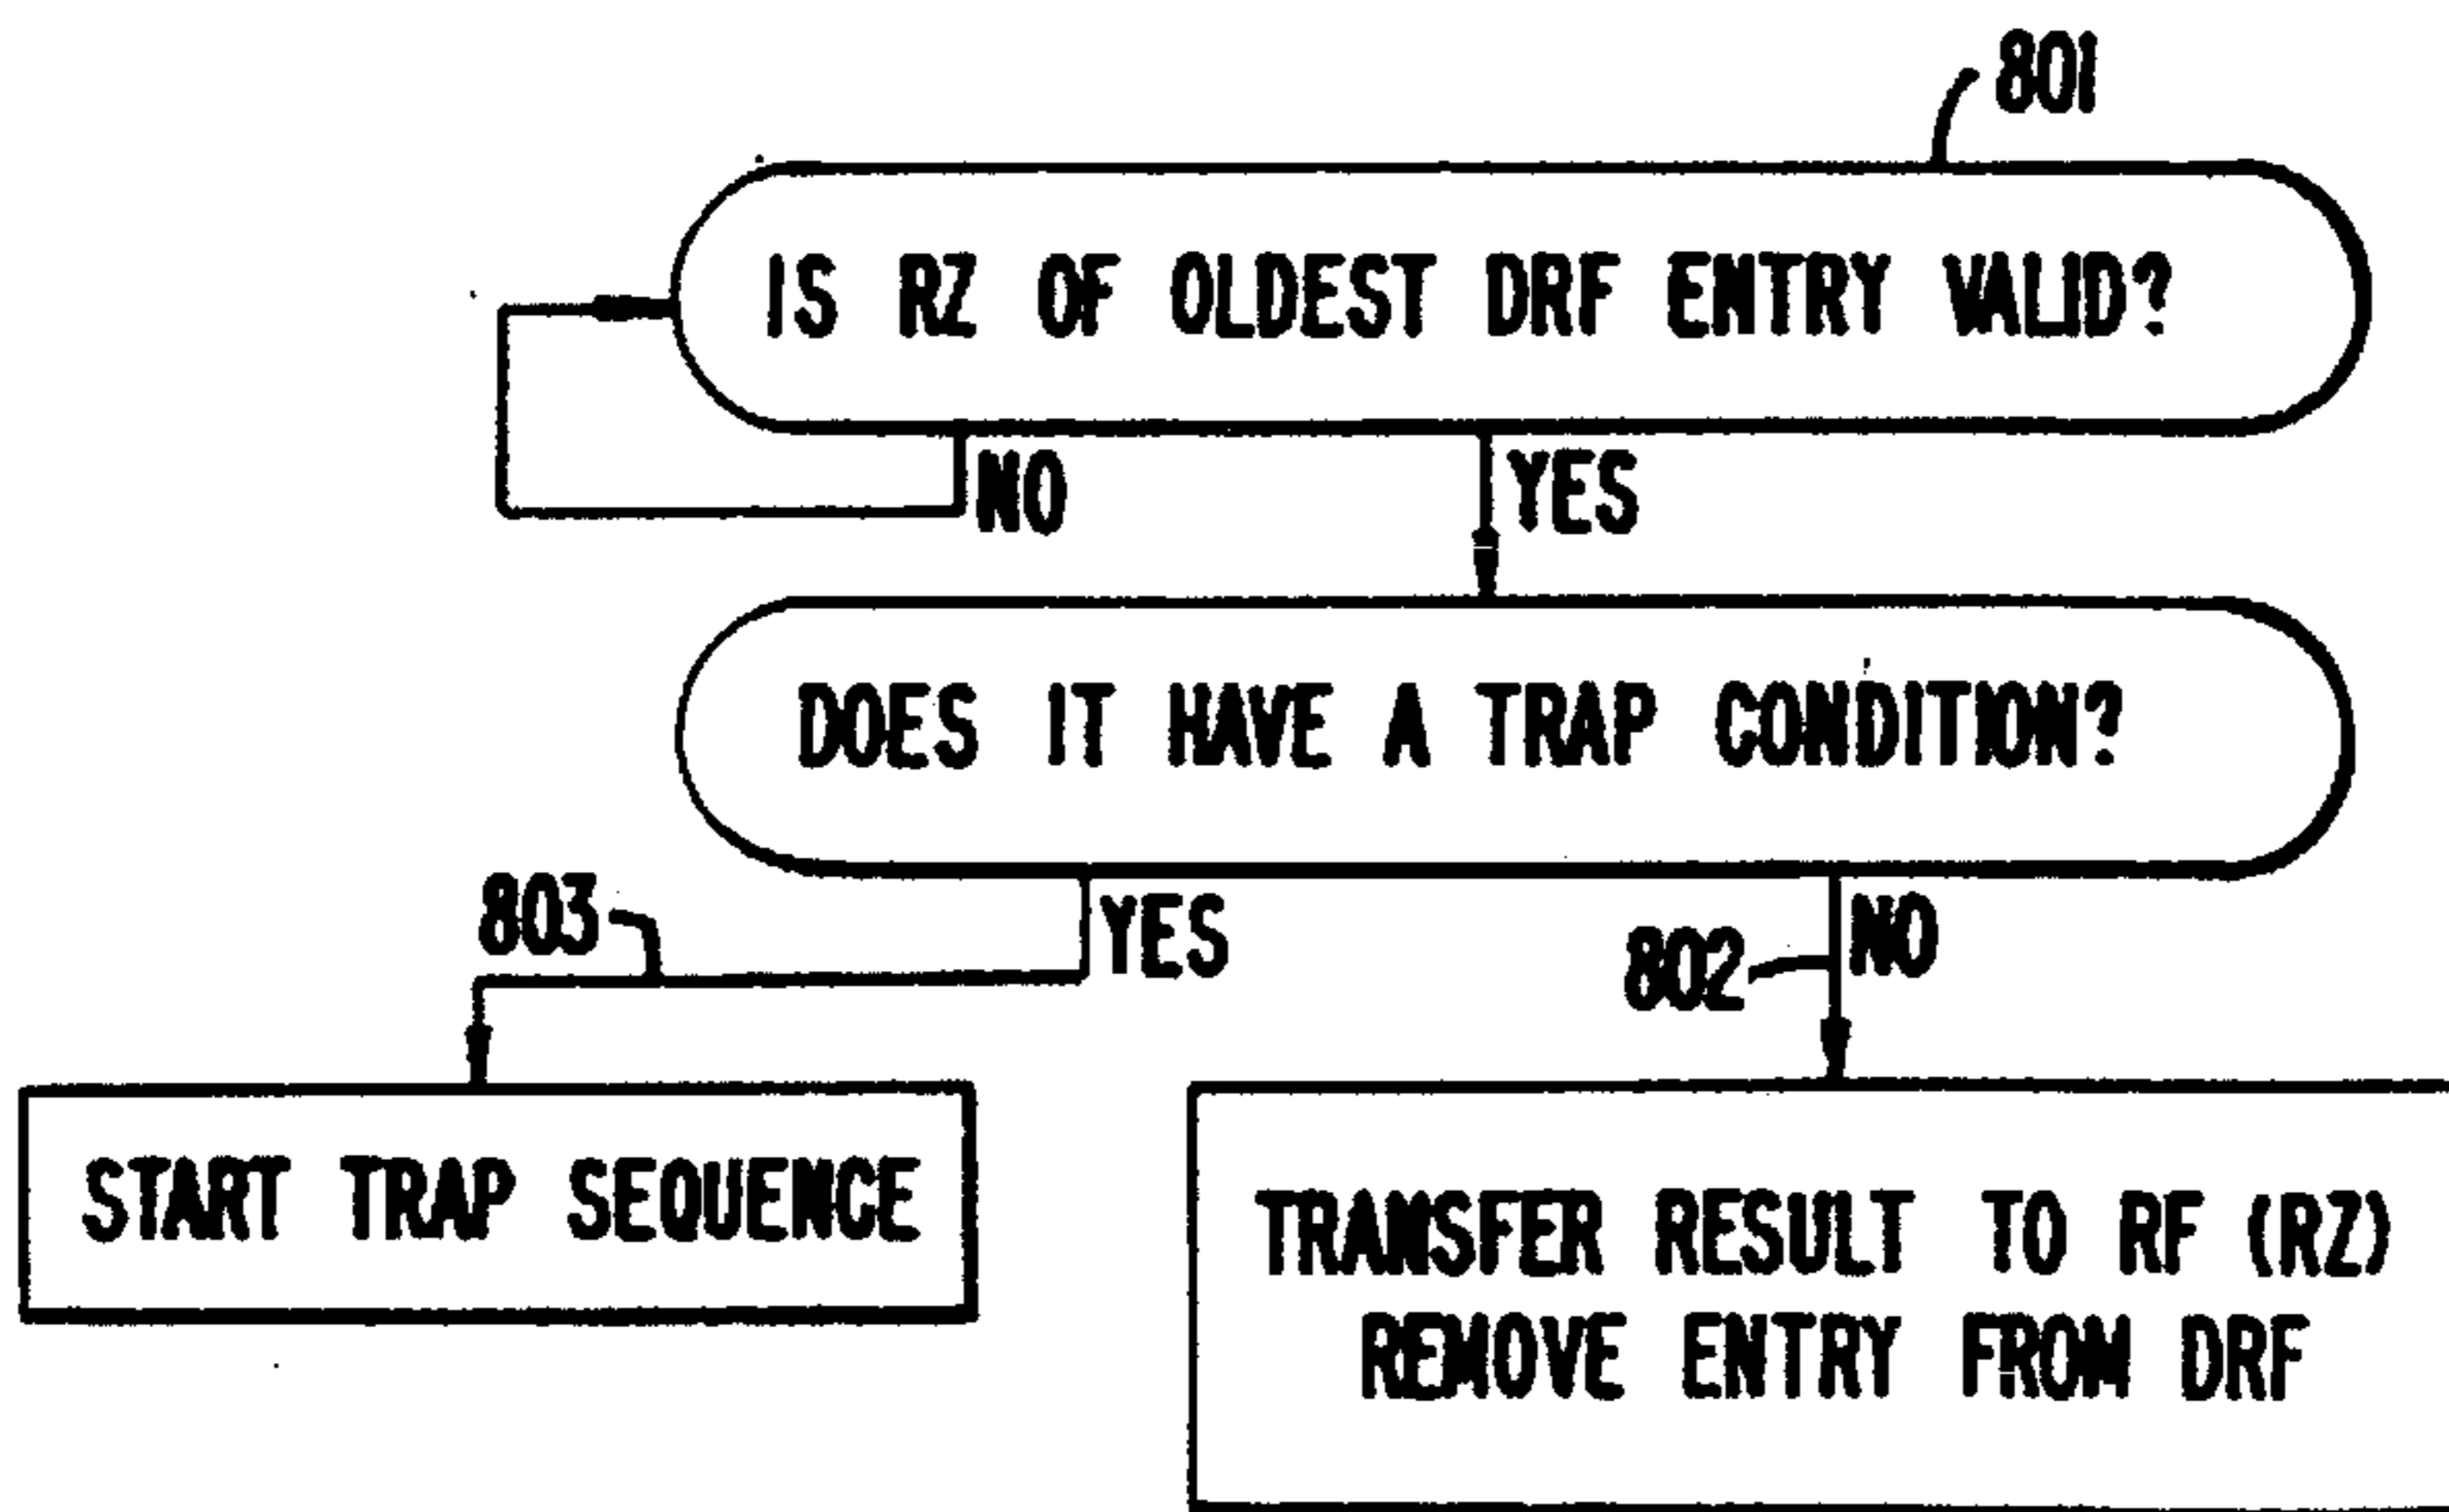 801
IS RZ OF OLDEST DRF ENTRY VALID?
NO
YES
DOES IT HAVE A TRAP CONDITION?
803
YES
802
NO
START TRAP SEQUENCE
TRANSFER RESULT TO RF (RZ)
REMOVE ENTRY FROM DRF